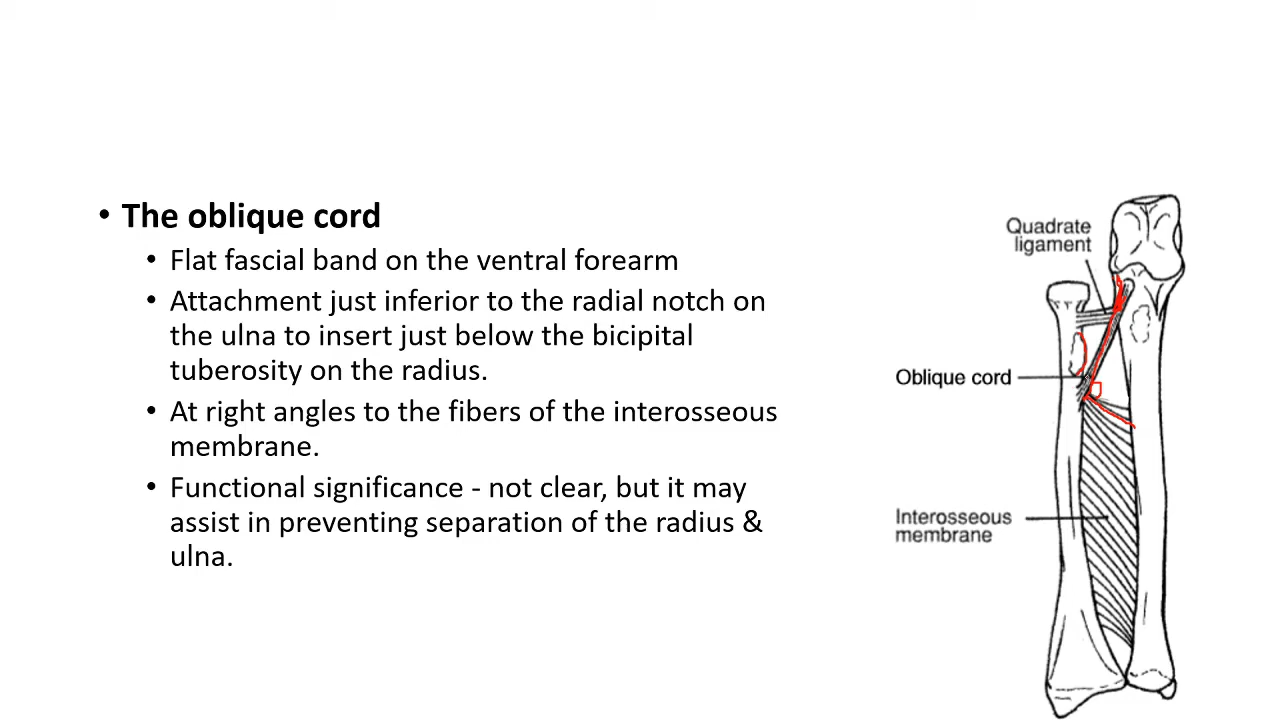 • The oblique cord
• Flat fascial band on the ventral forearm
• Attachment just inferior to the radial notch on
the ulna to insert just below the bicipital
tuberosity on the radius.
• At right angles to the fibers of the interosseous
membrane.
• Functional significance - not clear, but it may
assist in preventing separation of the radius &
ulna.
Quadrate
ligament
Oblique cord
Interosseous
membrane